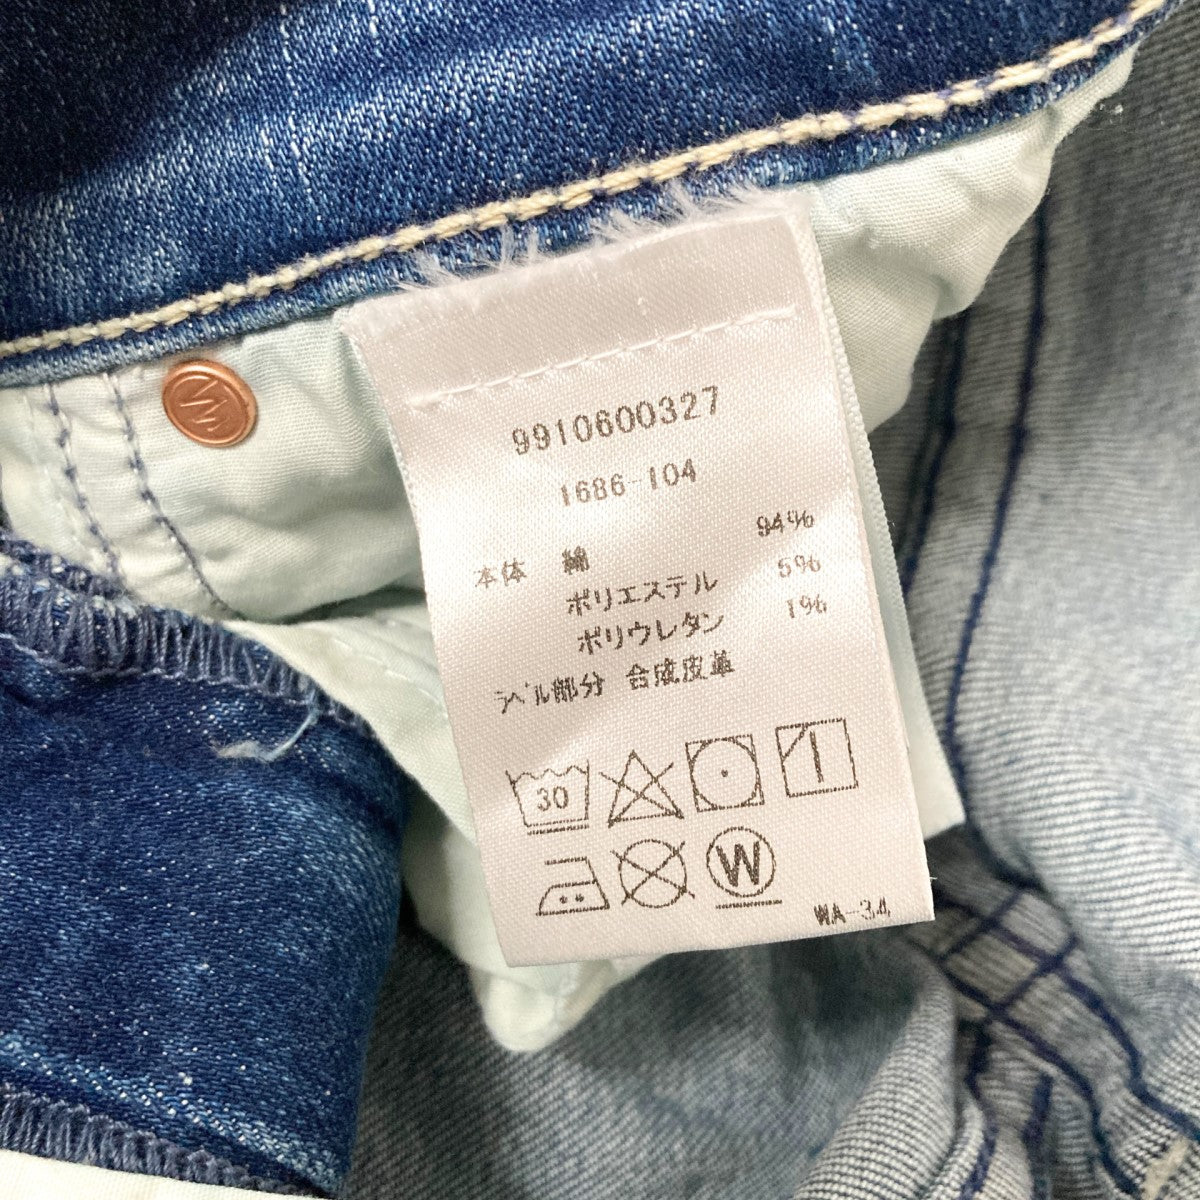 9910600327
1686-104
本体 綿 94%
ポリエステル 5%
ポリウレタン 1%
ラベル部分 合成皮革
30
W
WA-34